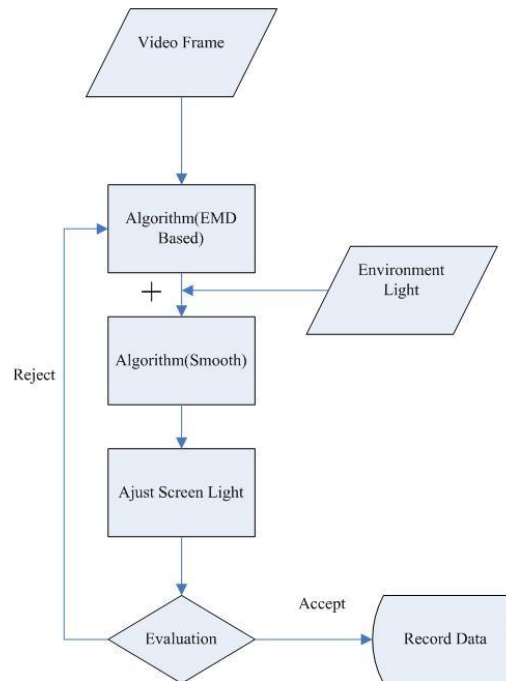 Video Frame
Algorithm(EMD
Based)
+
Environment
Light
Algorithm(Smooth)
Reject
Ajust Screen Light
Accept
Evaluation
Record Data